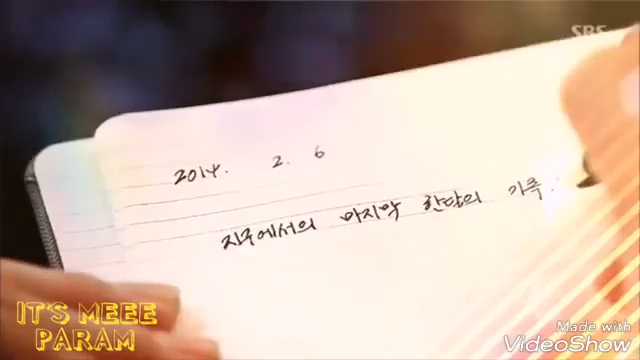 SBS
2014. 2. 6
지구에서의 마지막 한달의 기록.
IT'S MEEE
PARAM
Made with
VideoShow